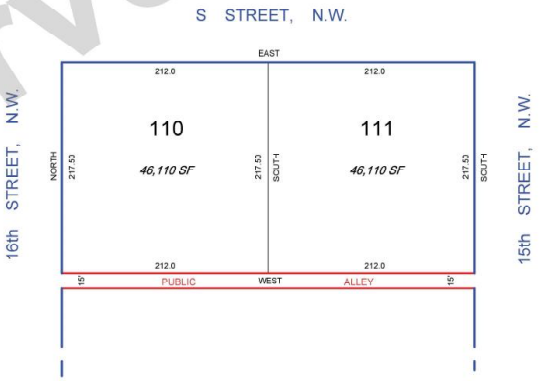 S STREET, N.W.
EAST
212.0 212.0
110 111
16th STREET, N.W.
NORTH
217.53
46,110 SF
217.53
SOUTH
46,110 SF
217.53
SOUTH
15th STREET, N.W.
212.0 212.0
15' PUBLIC WEST ALLEY 15'